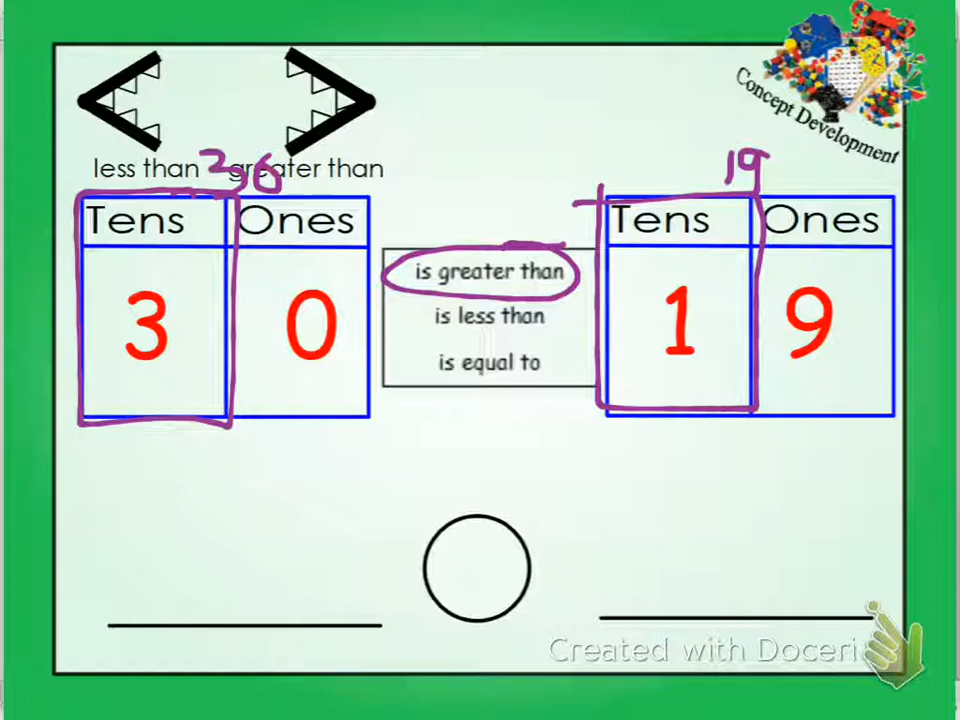 Concept Development
less than greater than
30
19
Tens Ones
Tens Ones
is greater than
is less than
is equal to
3 0
1 9
Created with Doceri